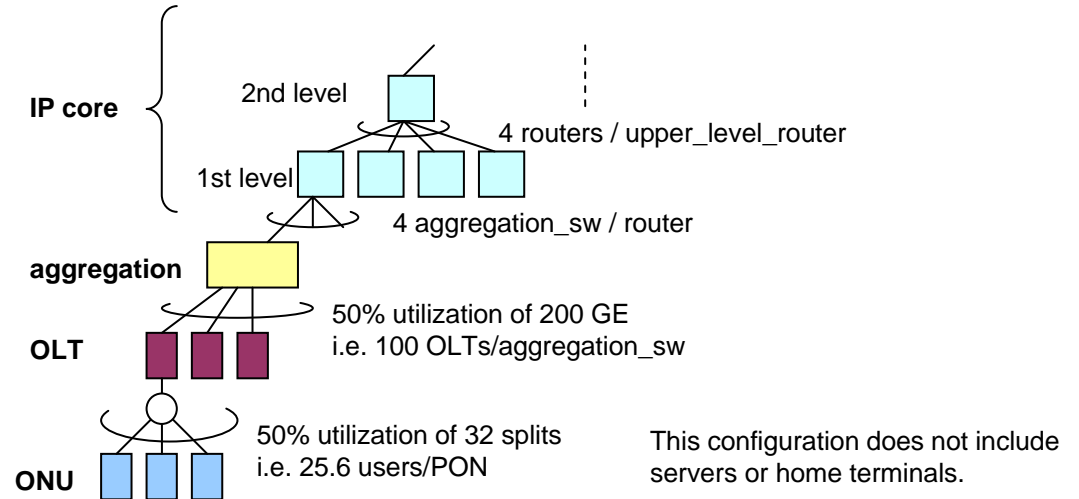 2nd level
IP core
4 routers / upper_level_router
1st level
4 aggregation_sw / router
aggregation
50% utilization of 200 GE
OLT
i.e. 100 OLTs/aggregation_sw
50% utilization of 32 splits
This configuration does not include
i.e. 25.6 users/PON
servers or home terminals.
ONU